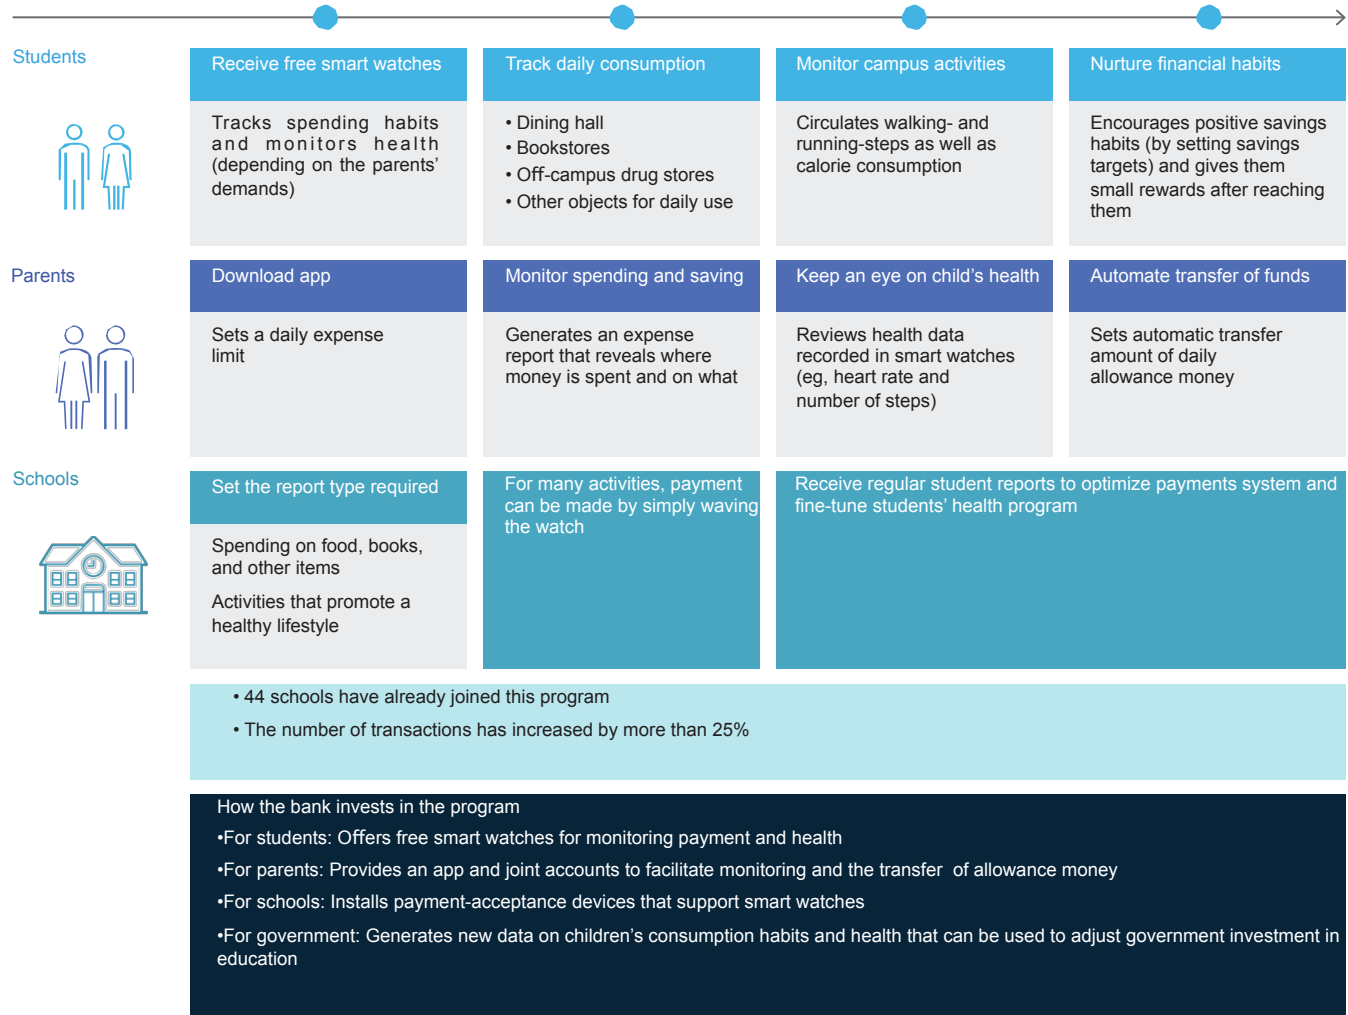 Students
Receive free smart watches
Tracks spending habits
and monitors health
(depending on the parents’
demands)
Track daily consumption
• Dining hall
• Bookstores
• Off-campus drug stores
• Other objects for daily use
Monitor campus activities
Circulates walking- and
running-steps as well as
calorie consumption
Nurture financial habits
Encourages positive savings
habits (by setting savings
targets) and gives them
small rewards after reaching
them
Parents
Download app
Sets a daily expense
limit
Monitor spending and saving
Generates an expense
report that reveals where
money is spent and on what
Keep an eye on child’s health
Reviews health data
recorded in smart watches
(eg, heart rate and
number of steps)
Automate transfer of funds
Sets automatic transfer
amount of daily
allowance money
Schools
Set the report type required
Spending on food, books,
and other items
Activities that promote a
healthy lifestyle
For many activities, payment
can be made by simply waving
the watch
Receive regular student reports to optimize payments system and
fine-tune students’ health program
• 44 schools have already joined this program
• The number of transactions has increased by more than 25%
How the bank invests in the program
•For students: Offers free smart watches for monitoring payment and health
•For parents: Provides an app and joint accounts to facilitate monitoring and the transfer of allowance money
•For schools: Installs payment-acceptance devices that support smart watches
•For government: Generates new data on children’s consumption habits and health that can be used to adjust government investment in
education